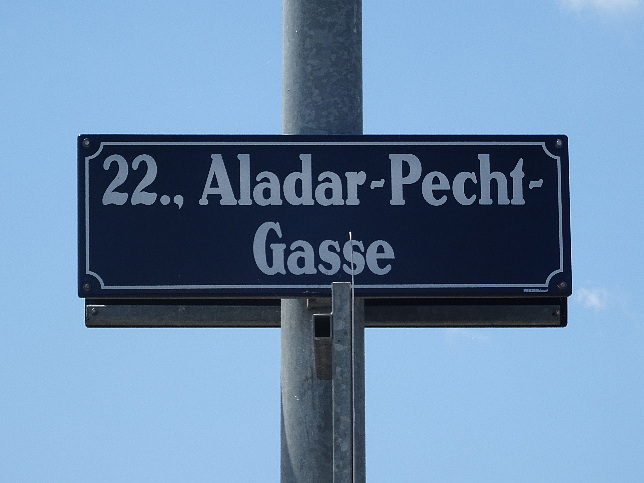 22., Aladar-Pecht-
Gasse